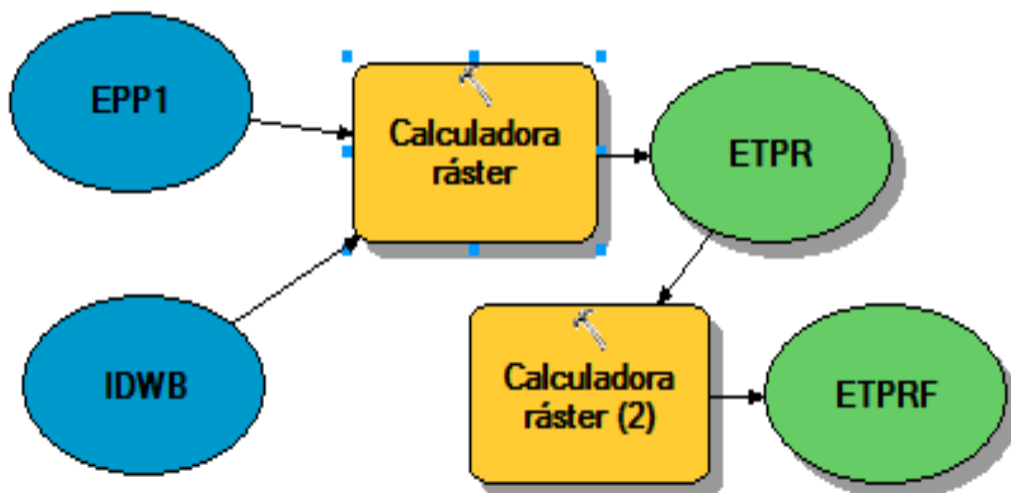 EPP1
Calculadora
ráster
ETPR
IDWB
Calculadora
ráster (2)
ETPRF